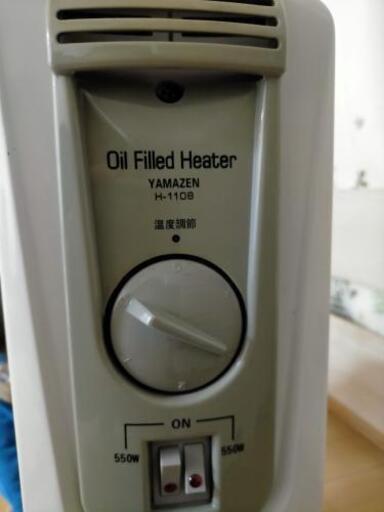 Oil Filled Heater
YAMAZEN
H-1108
温度調節
ON
550W 550W